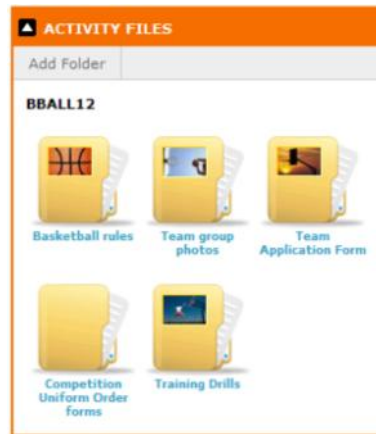 ACTIVITY FILES
Add Folder
BBALL12
Basketball rules
Team group
photos
Team
Application Form
Competition
Uniform Order
forms
Training Drills